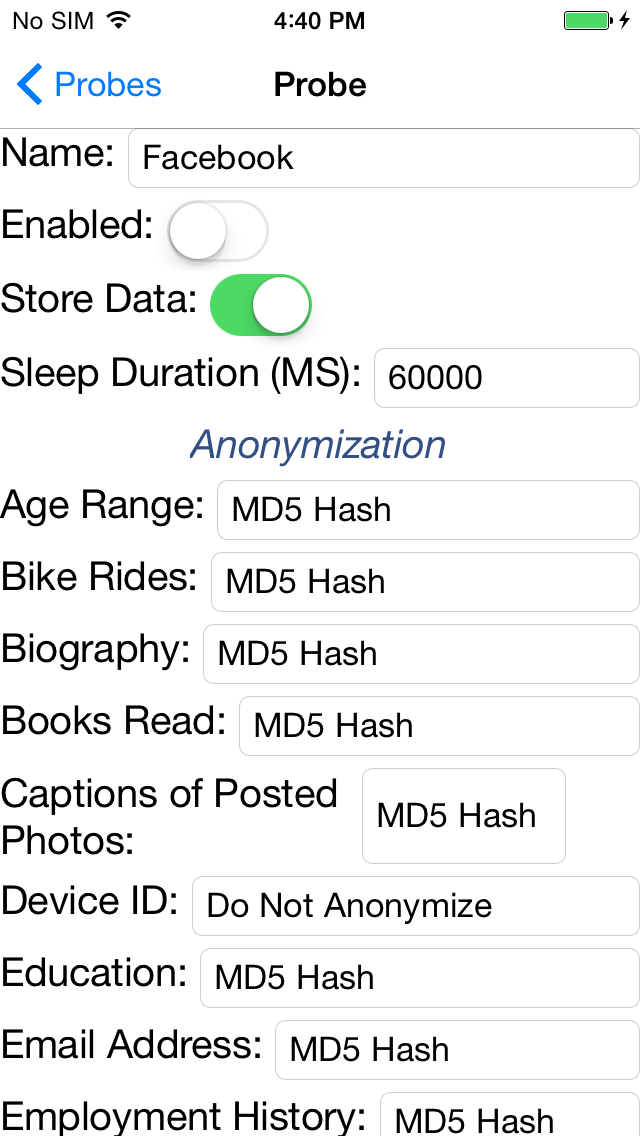 No SIM 4:40 PM
Probes Probe
Name: Facebook
Enabled:
Store Data:
Sleep Duration (MS): 60000
Anonymization
Age Range: MD5 Hash
Bike Rides: MD5 Hash
Biography: MD5 Hash
Books Read: MD5 Hash
Captions of Posted
Photos: MD5 Hash
Device ID: Do Not Anonymize
Education: MD5 Hash
Email Address: MD5 Hash
Employment History: MD5 Hash